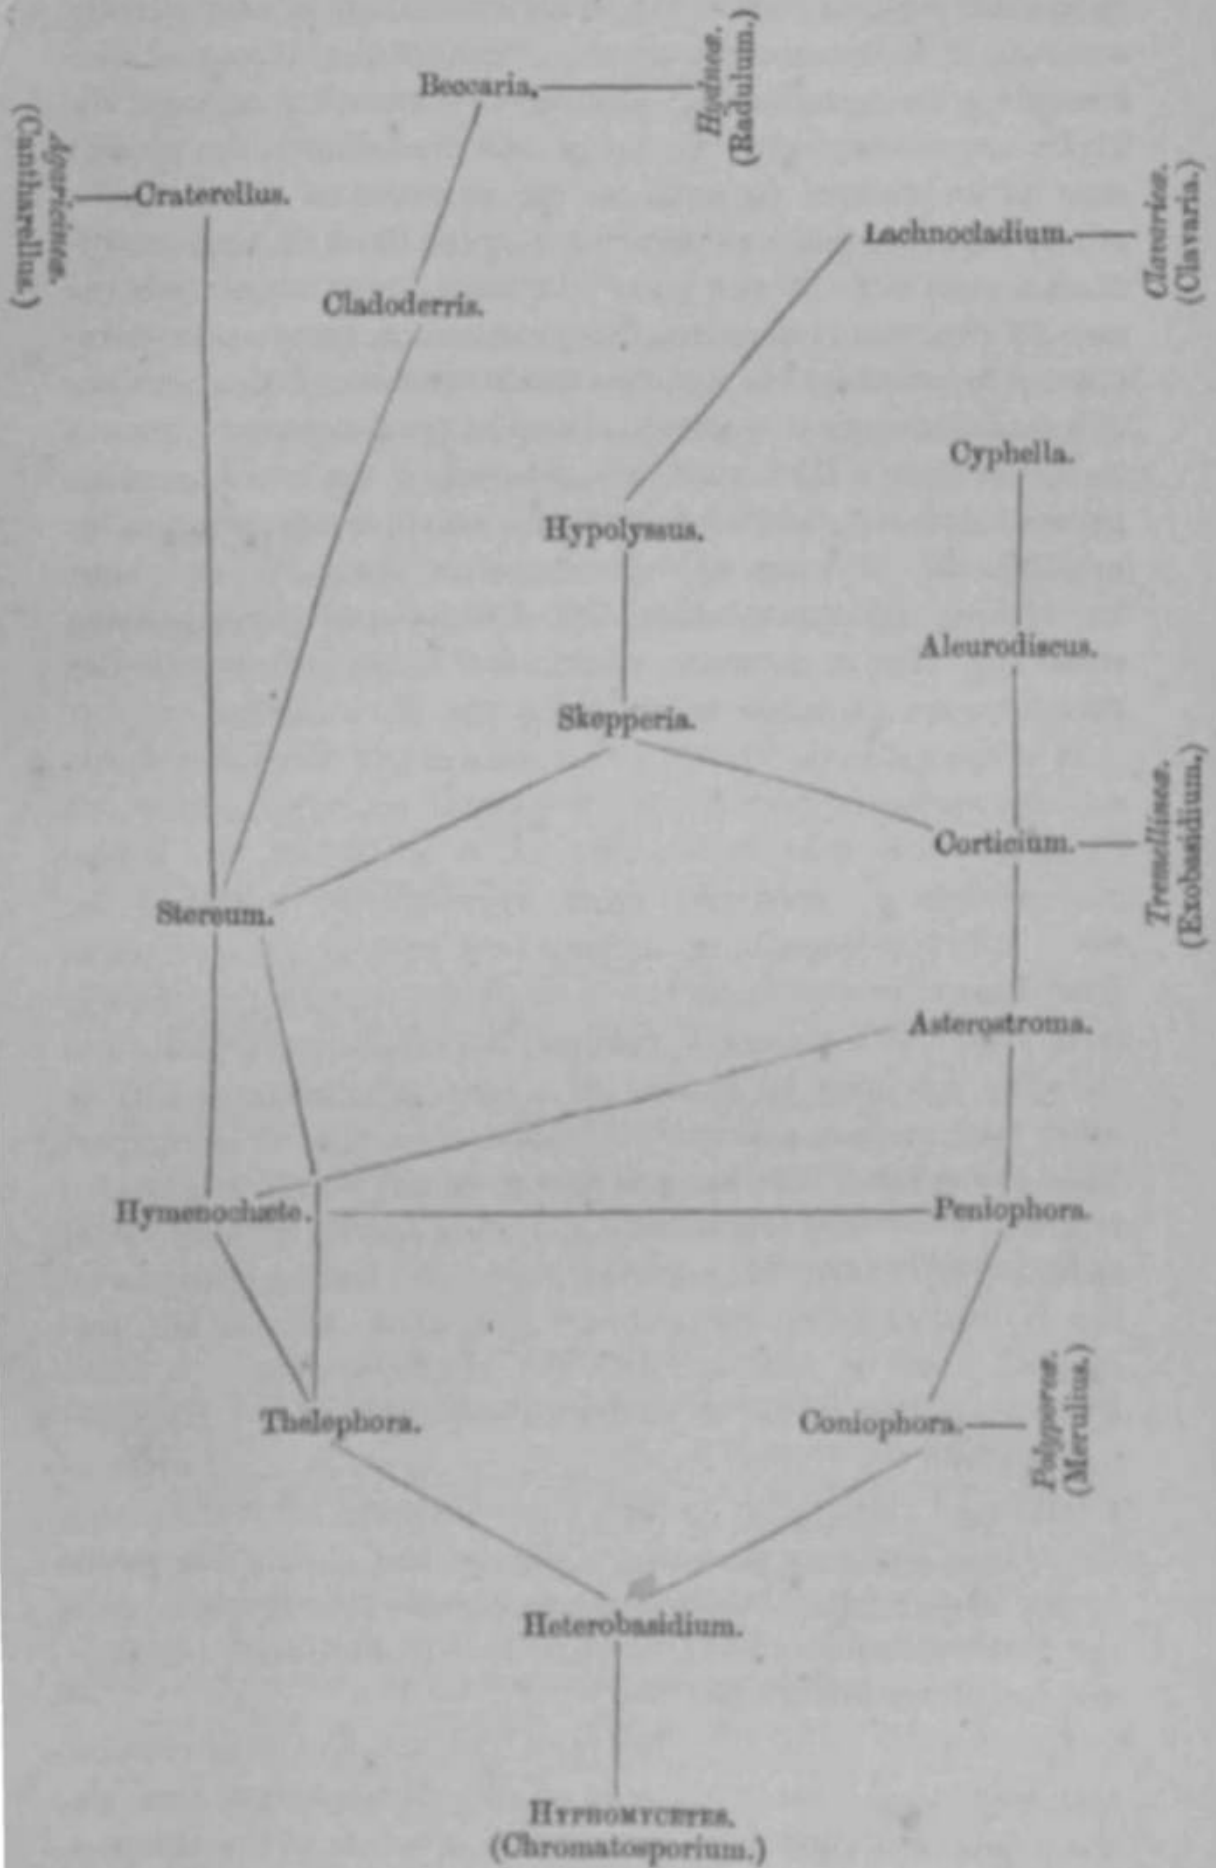 Beccaria.
Hydneæ.
(Radulum.)
Agaricineæ.
(Cantharellus.)
Craterellus.
Lachnocladium.
Clavarieæ.
(Clavaria.)
Cladoderris.
Cyphella.
Hypolyssus.
Aleurodiscus.
Skepperia.
Corticium.
Tremellineæ.
(Exobasidium.)
Stereum.
Asterostroma.
Hymenochæte.
Peniophora.
Thelephora.
Coniophora.
Polyporeæ.
(Merulius.)
Heterobasidium.
HYPHOMYCETES.
(Chromatosporium.)